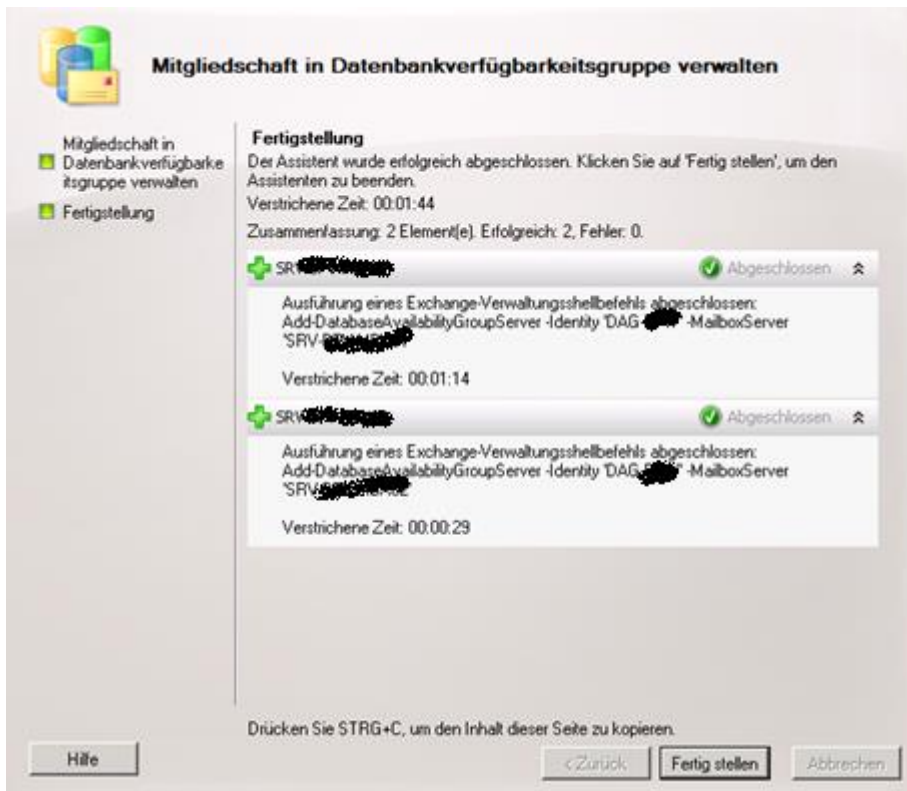 Mitgliedschaft in Datenbankverfügbarkeitsgruppe verwalten
Mitgliedschaft in
Datenbankverfügbarke
itsgruppe verwalten
Fertigstellung
Fertigstellung
Der Assistent wurde erfolgreich abgeschlossen. Klicken Sie auf 'Fertig stellen', um den
Assistenten zu beenden.
Verstrichene Zeit: 00:01:44
Zusammenfassung: 2 Element(e). Erfolgreich: 2, Fehler: 0.
Abgeschlossen
Ausführung eines Exchange-Verwaltungsshellbefehls abgeschlossen:
Add-DatabaseAvailabilityGroupServer -Identity 'DAG- -MailboxServer
'SRV-
Verstrichene Zeit: 00:01:14
Abgeschlossen
Ausführung eines Exchange-Verwaltungsshellbefehls abgeschlossen:
Add-DatabaseAvailabilityGroupServer -Identity 'DAG- -MailboxServer
'SRV-
Verstrichene Zeit: 00:00:29
Drücken Sie STRG+C, um den Inhalt dieser Seite zu kopieren.
Hilfe
< Zurück
Fertig stellen
Abbrechen